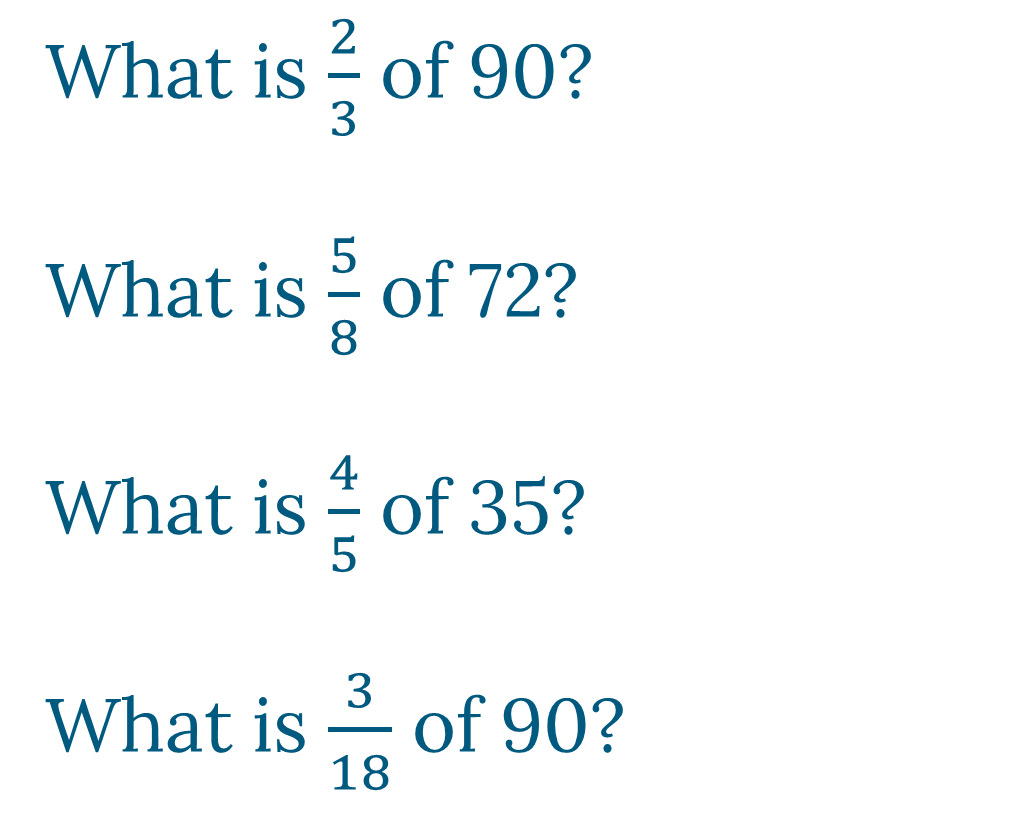 What is 2/3 of 90?
What is 5/8 of 72?
What is 4/5 of 35?
What is 3/18 of 90?